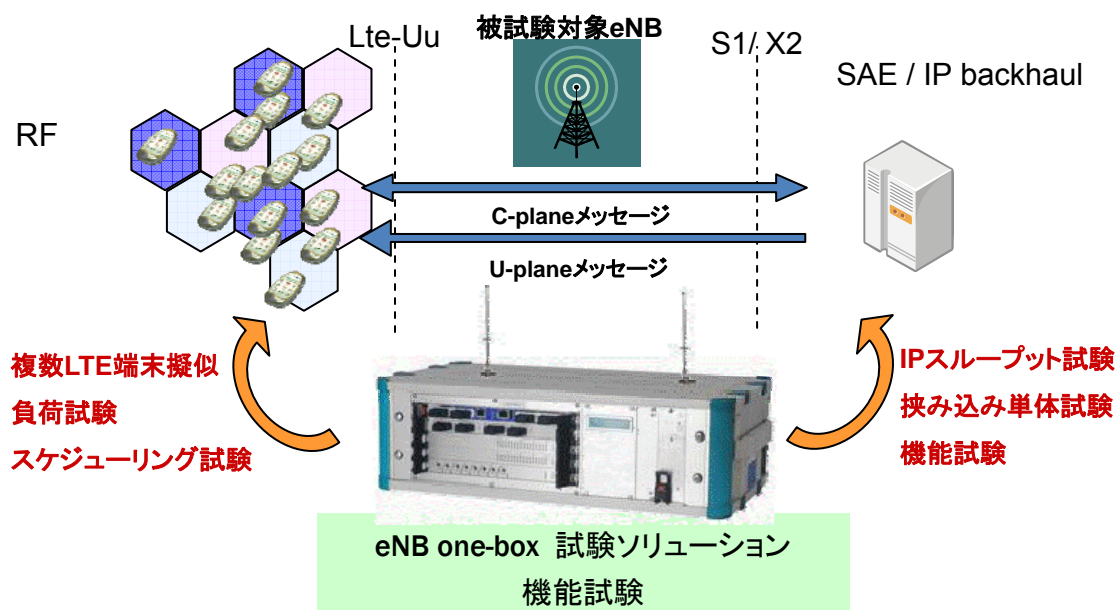 Lte-Uu
被試験対象eNB
S1/ X2
SAE / IP backhaul
RF
C-planeメッセージ
U-planeメッセージ
複数LTE端末擬似
負荷試験
スケジューリング試験
IPスループット試験
挟み込み単体試験
機能試験
eNB one-box 試験ソリューション
機能試験